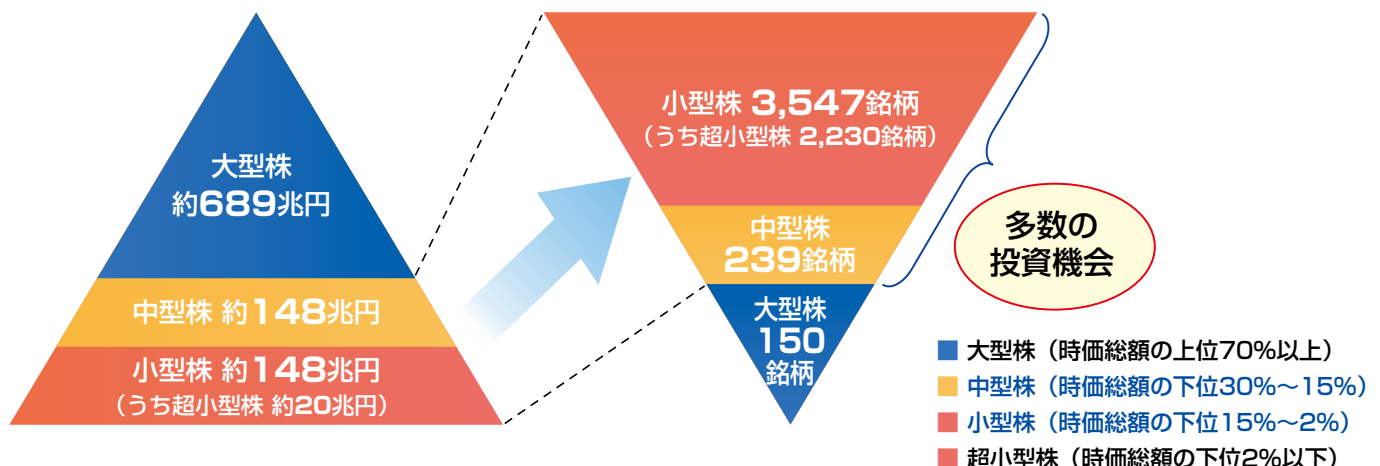 大型株
約689兆円
中型株 約148兆円
小型株 約148兆円
（うち超小型株 約20兆円）
小型株 3,547銘柄
（うち超小型株 2,230銘柄）
中型株
239銘柄
大型株
150
銘柄
多数の
投資機会
大型株（時価総額の上位70%以上）
中型株（時価総額の下位30%～15%）
小型株（時価総額の下位15%～2%）
超小型株（時価総額の下位2%以下）